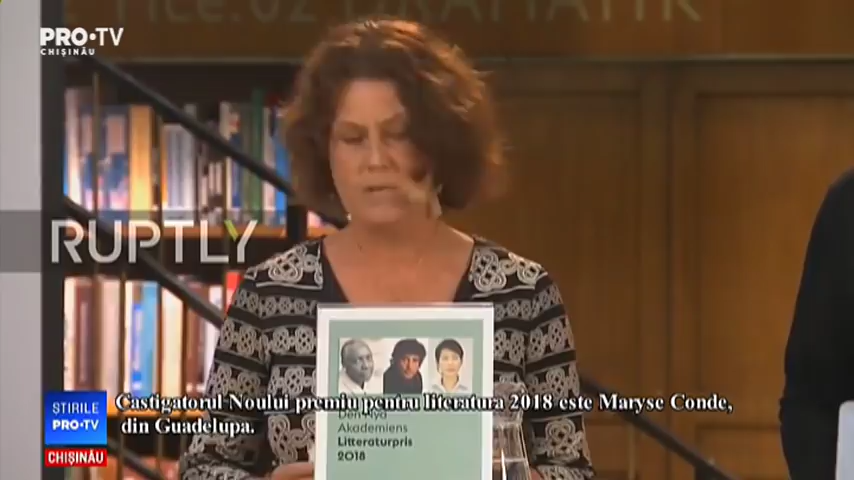 PRO•TV
CHIȘINĂU
RUPTLY
Castigatorul Noului premiu pentru literatura 2018 este Maryse Conde,
din Guadelupa.
ȘTIRILE
PRO•TV
CHIȘINĂU
Den Nya
Akademiens
Litteraturpris
2018